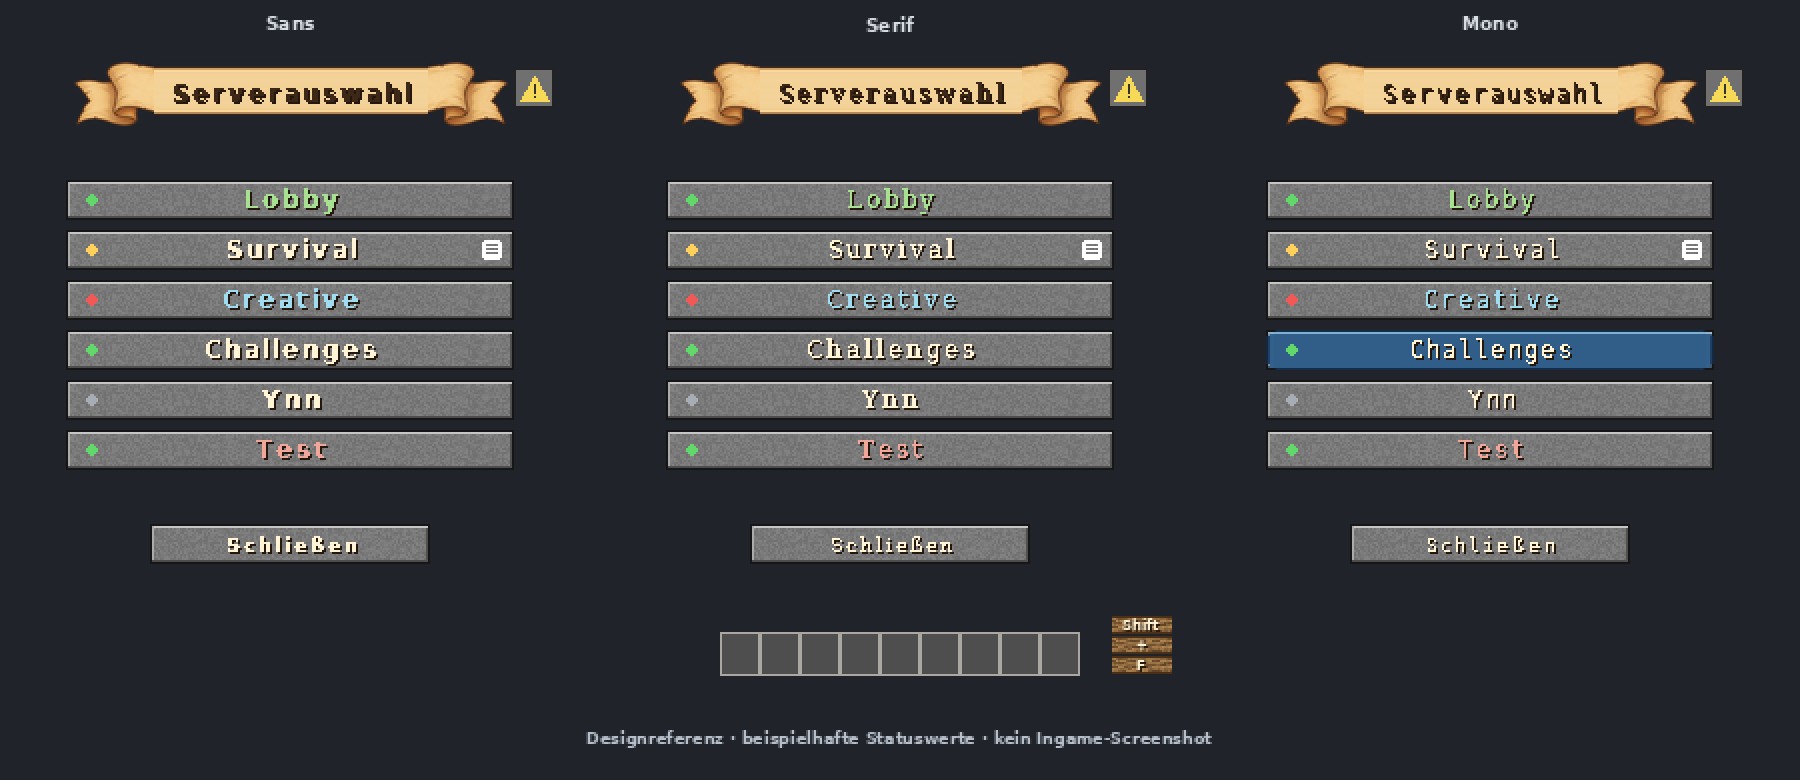 Sans
Serverauswahl
Lobby
Survival
Creative
Challenges
Ynn
Test
Schließen
Serif
Serverauswahl
Lobby
Survival
Creative
Challenges
Ynn
Test
Schließen
Mono
Serverauswahl
Lobby
Survival
Creative
Challenges
Ynn
Test
Schließen
Shift
+
F
Designreferenz · beispielhafte Statuswerte · kein Ingame-Screenshot